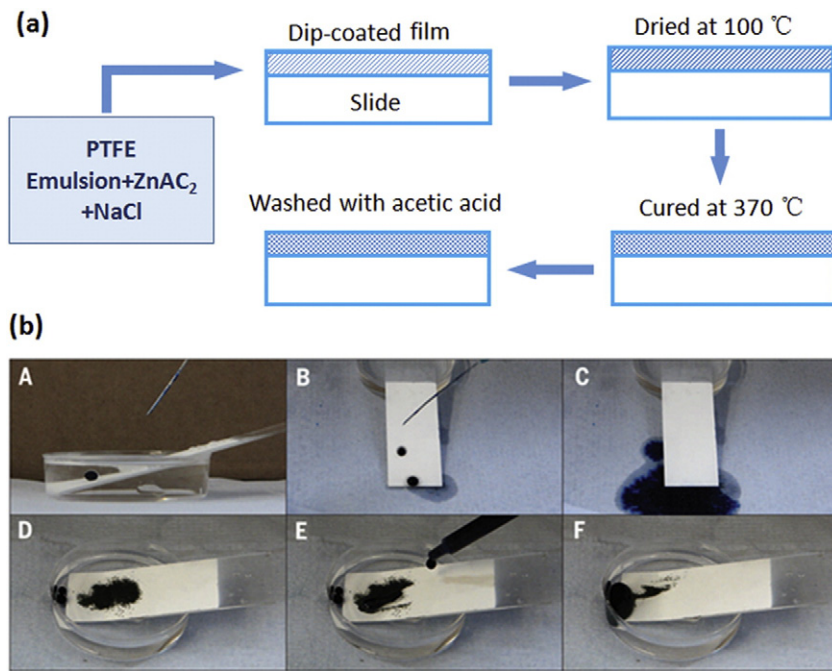 (a)
Dip-coated film
Dried at 100 ℃
Slide
PTFE
Emulsion+ZnAC₂
+NaCl
Washed with acetic acid
Cured at 370 ℃
(b)
A
B
C
D
E
F